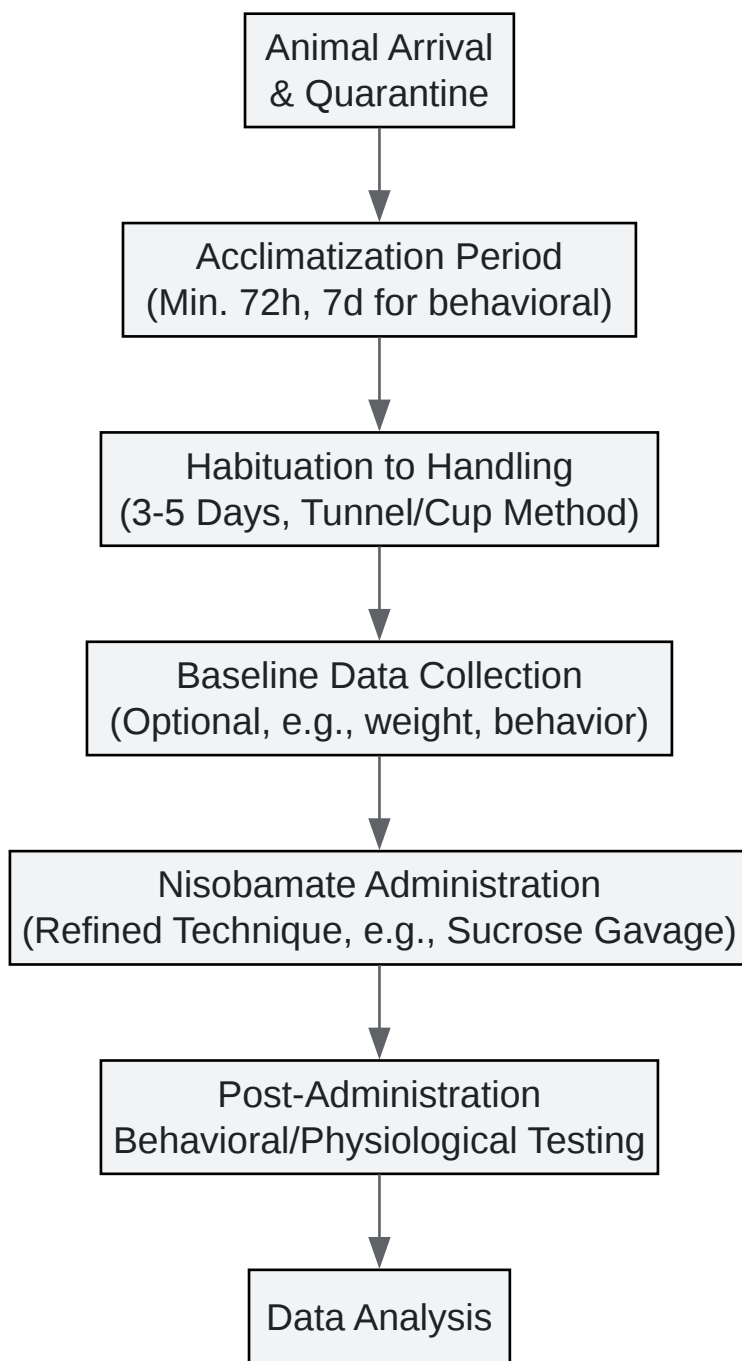 Animal Arrival
& Quarantine
Acclimatization Period
(Min. 72h, 7d for behavioral)
Habituation to Handling
(3-5 Days, Tunnel/Cup Method)
Baseline Data Collection
(Optional, e.g., weight, behavior)
Nisobamate Administration
(Refined Technique, e.g., Sucrose Gavage)
Post-Administration
Behavioral/Physiological Testing
Data Analysis